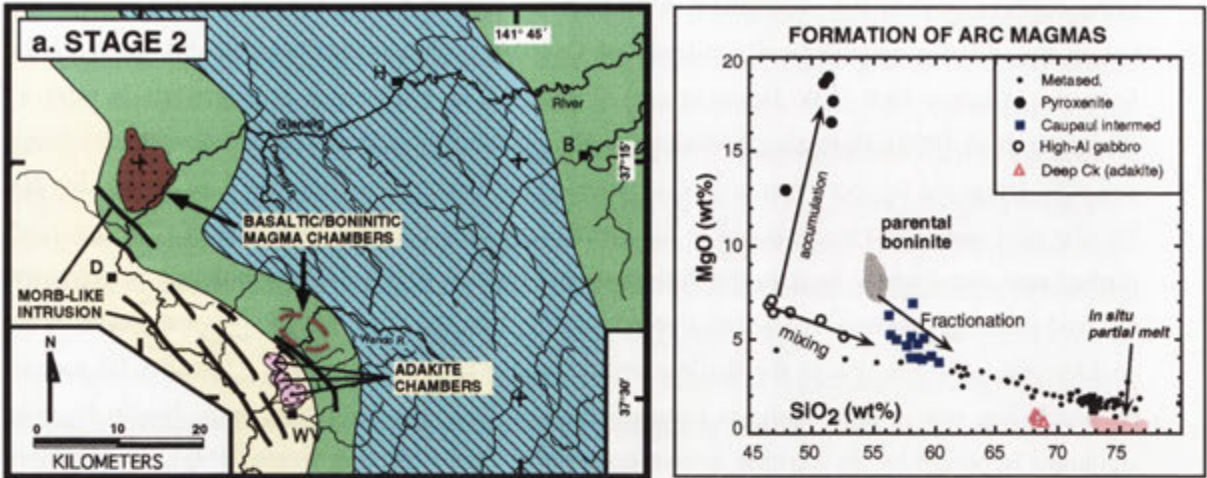 a. STAGE 2
141° 45´
H
River
Glenelg
B
37°15'
BASALTIC/BONINITIC
MAGMA CHAMBERS
D
MORB-LIKE
INTRUSION
Wando R.
N
ADAKITE
CHAMBERS
WV
37°30'
0 10 20
KILOMETERS
FORMATION OF ARC MAGMAS
20
15
10
5
0
MgO (wt%)
Metased.
Pyroxenite
Caupaul intermed
High-Al gabbro
Deep Ck (adakite)
accumulation
parental
boninite
Fractionation
mixing
In situ
partial melt
SIO2 (wt%)
45 50 55 60 65 70 75